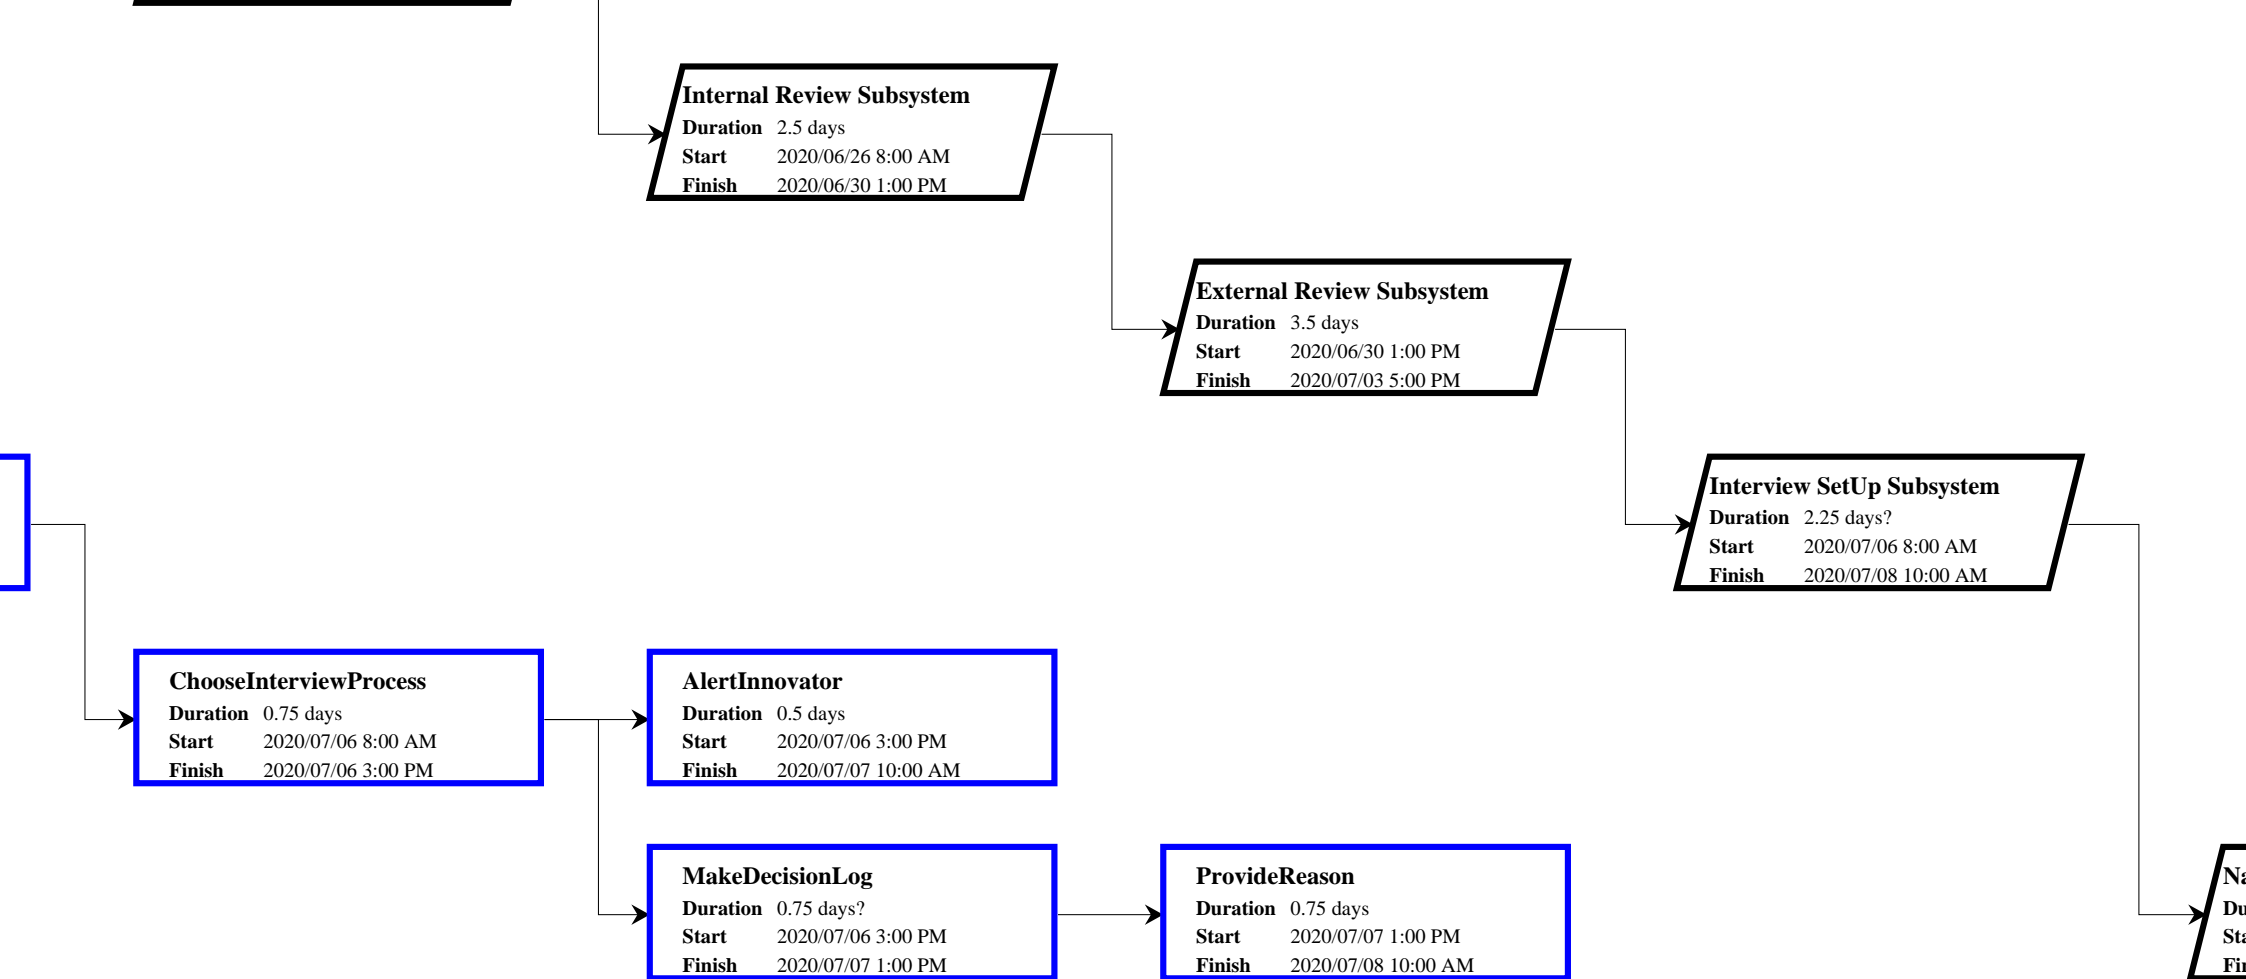 Internal Review Subsystem
Duration 2.5 days
Start 2020/06/26 8:00 AM
Finish 2020/06/30 1:00 PM
External Review Subsystem
Duration 3.5 days
Start 2020/06/30 1:00 PM
Finish 2020/07/03 5:00 PM
Interview SetUp Subsystem
Duration 2.25 days?
Start 2020/07/06 8:00 AM
Finish 2020/07/08 10:00 AM
ChooseInterviewProcess
Duration 0.75 days
Start 2020/07/06 8:00 AM
Finish 2020/07/06 3:00 PM
AlertInnovator
Duration 0.5 days
Start 2020/07/06 3:00 PM
Finish 2020/07/07 10:00 AM
MakeDecisionLog
Duration 0.75 days?
Start 2020/07/06 3:00 PM
Finish 2020/07/07 1:00 PM
ProvideReason
Duration 0.75 days
Start 2020/07/07 1:00 PM
Finish 2020/07/08 10:00 AM